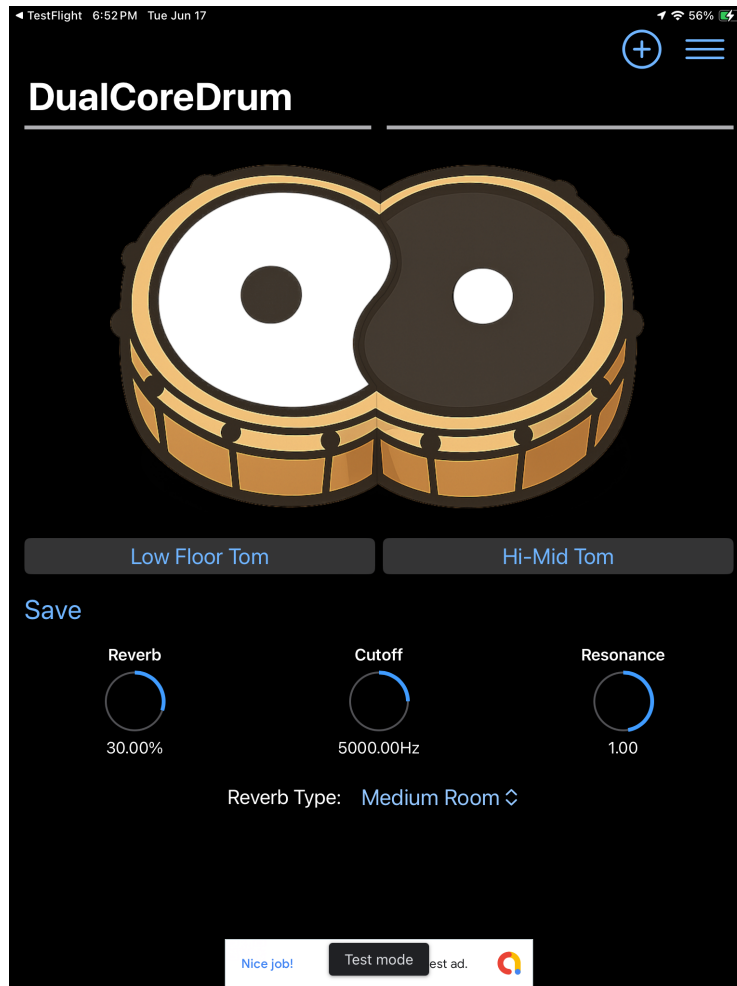 TestFlight 6:52 PM Tue Jun 17 56%
DualCoreDrum
Low Floor Tom Hi-Mid Tom
Save
Reverb Cutoff Resonance
30.00% 5000.00Hz 1.00
Reverb Type: Medium Room
Nice job! Test mode est ad.